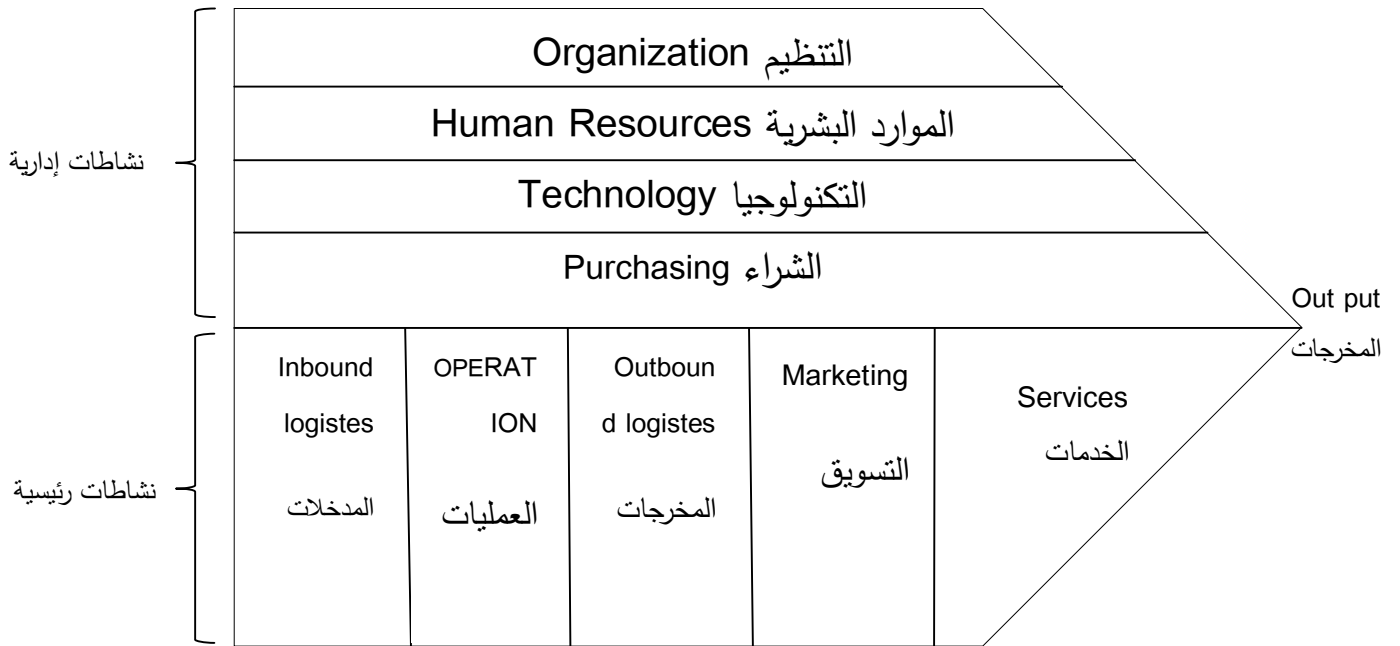 التنظيم Organization
الموارد البشرية Human Resources
نشاطات إدارية
التكنولوجيا Technology
الشراء Purchasing
Out put
المخرجات
Inbound
logistes
المدخلات
OPERAT
ION
العمليات
Outboun
d logistes
المخرجات
Marketing
التسويق
Services
الخدمات
نشاطات رئيسية